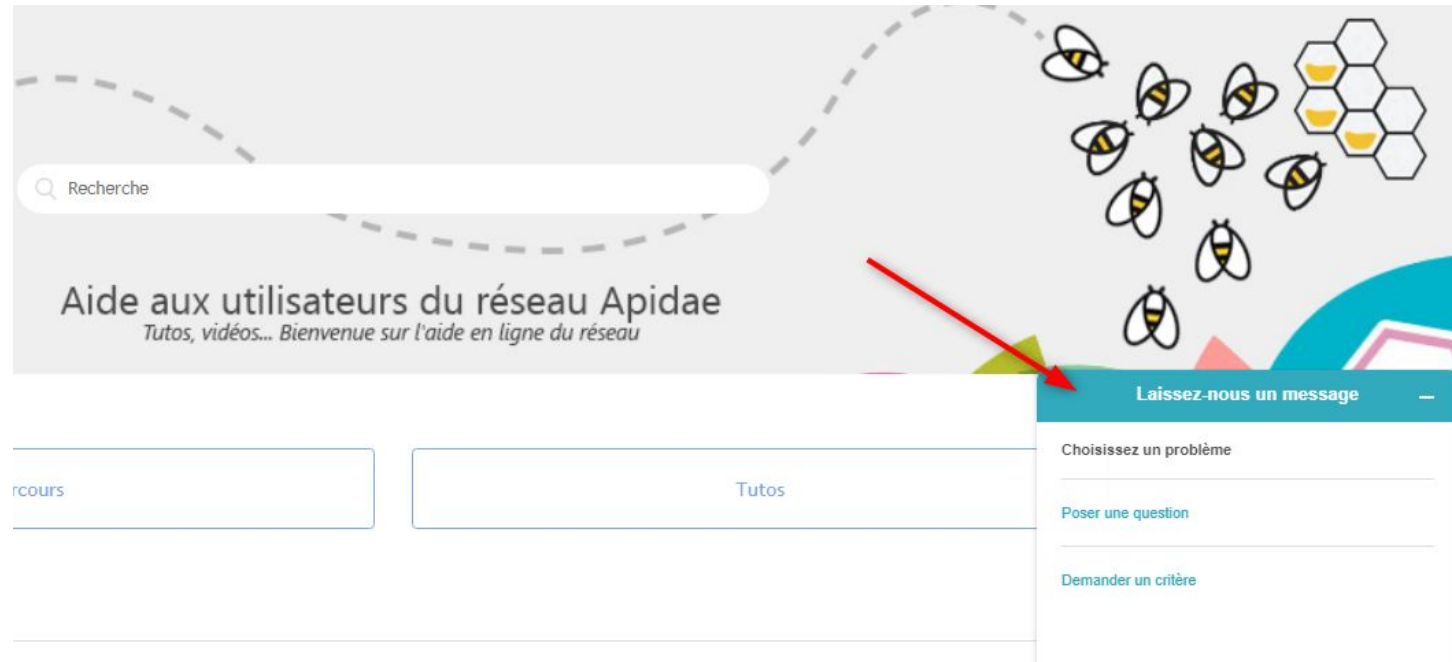 Recherche
Aide aux utilisateurs du réseau Apidae
Tutos, vidéos... Bienvenue sur l'aide en ligne du réseau
Laissez-nous un message
Choisissez un problème
rcours
Tutos
Poser une question
Demander un critère